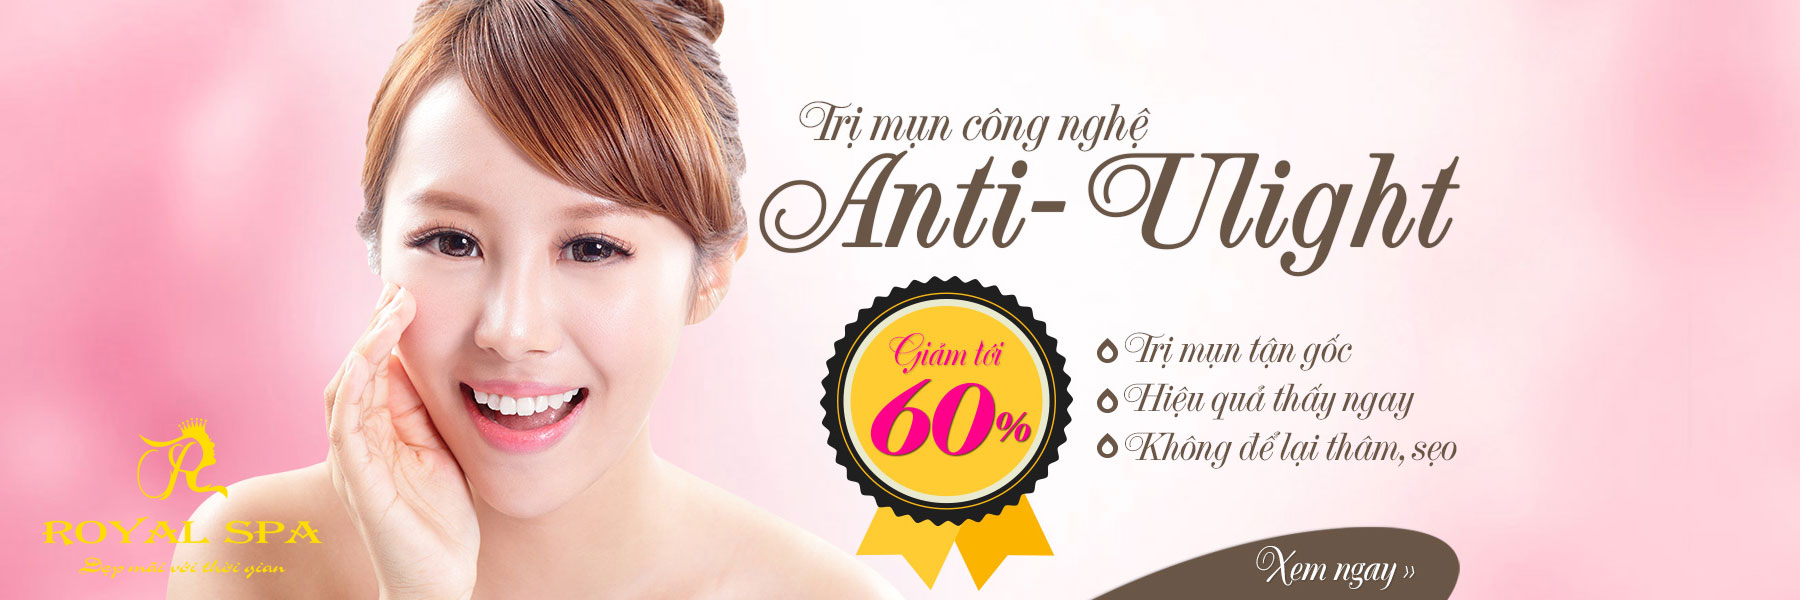 Trị mụn công nghệ
Anti-Ulight
Giảm tới
60%
Trị mụn tận gốc
Hiệu quả thấy ngay
Không để lại thâm, sẹo
R
ROYAL SPA
Đẹp mãi với thời gian
Xem ngay »